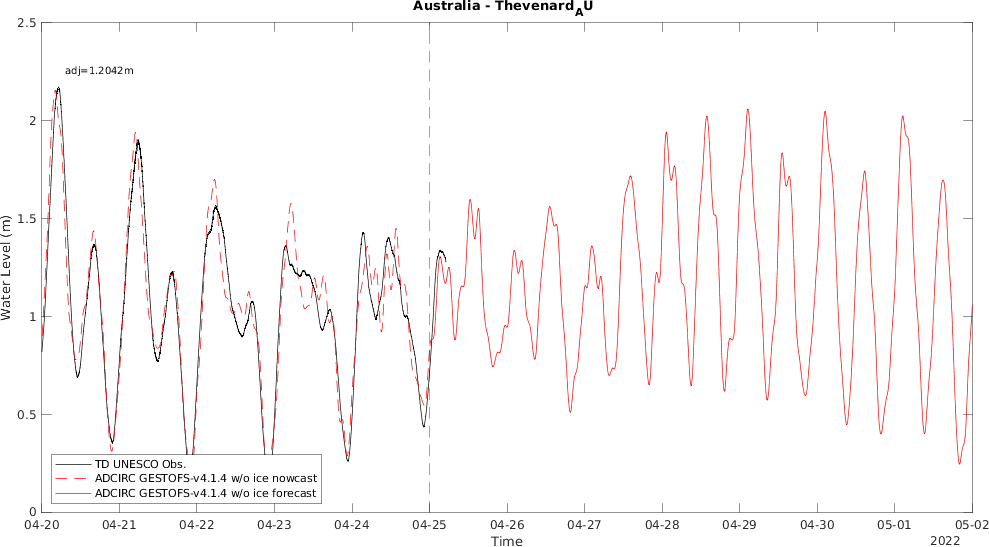 Australia - Thevenard_AU
adj=1.2042m
Water Level (m)
2.5
2
1.5
1
0.5
0
TD UNESCO Obs.
ADCIRC GESTOFS-v4.1.4 w/o ice nowcast
ADCIRC GESTOFS-v4.1.4 w/o ice forecast
04-20 04-21 04-22 04-23 04-24 04-25 04-26 04-27 04-28 04-29 04-30 05-01 05-02
Time
2022